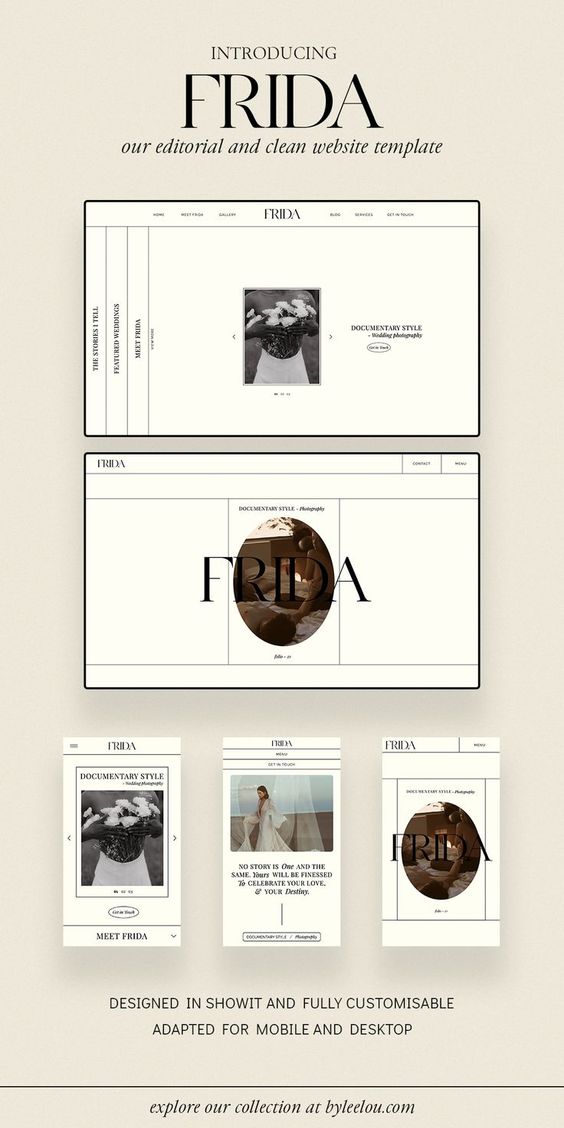 INTRODUCING
FRIDA
our editorial and clean website template
HOME
MEET FRIDA
GALLERY
FRIDA
BLOG
SERVICES
GET IN TOUCH
THE STORIES I TELL
FEATURED WEDDINGS
MEET FRIDA
VIEW MORE
DOCUMENTARY STYLE
- Wedding photography
Get in Touch
01 02 03
FRIDA
CONTACT
MENU
DOCUMENTARY STYLE - Photography
FRIDA
folio - 21
FRIDA
DOCUMENTARY STYLE
- Wedding photography
01 02 03
Get in Touch
MEET FRIDA
FRIDA
MENU
GET IN TOUCH
NO STORY IS One AND THE
SAME. Yours WILL BE FINESSED
To CELEBRATE YOUR LOVE,
& YOUR Destiny.
DOCUMENTARY STYLE / Photography
FRIDA
MENU
DOCUMENTARY STYLE - Photography
FRIDA
folio - 21
DESIGNED IN SHOWIT AND FULLY CUSTOMISABLE
ADAPTED FOR MOBILE AND DESKTOP
explore our collection at byleelou.com